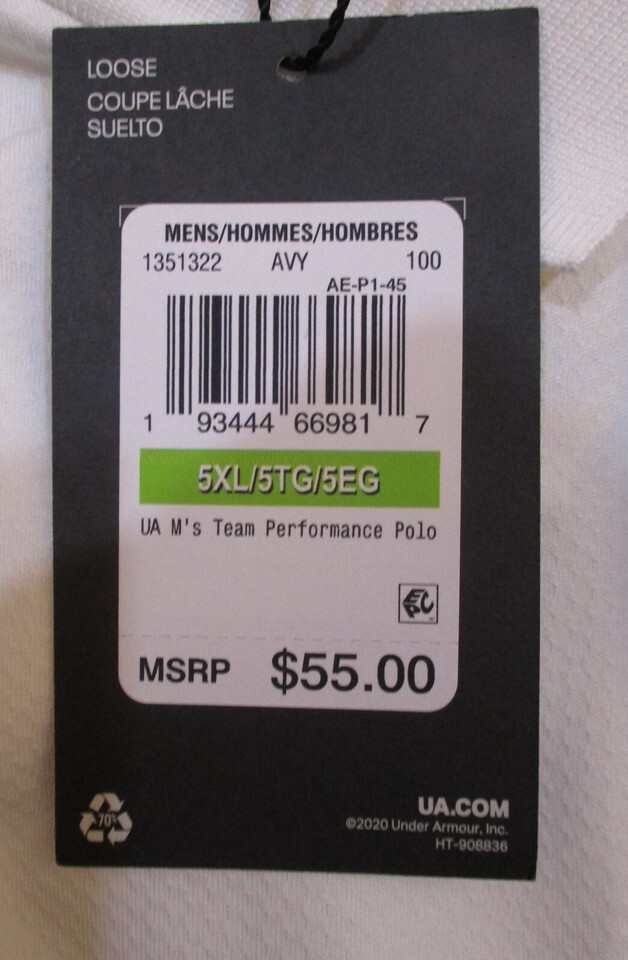 LOOSE
COUPE LÂCHE
SUELTO
MENS/HOMMES/HOMBRES
1351322 AVY 100
AE-P1-45
1 93444 66981 7
5XL/5TG/5EG
UA M's Team Performance Polo
EPC
MSRP $55.00
70%
UA.COM
©2020 Under Armour, Inc.
HT-908836